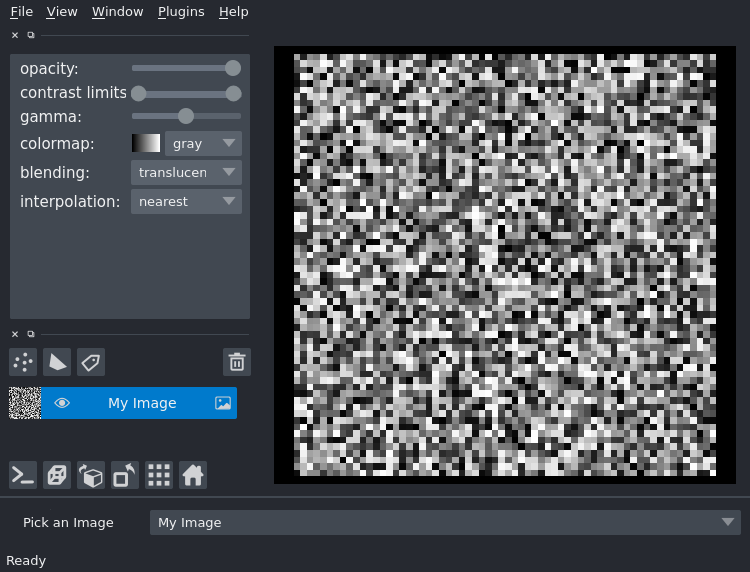 File View Window Plugins Help
opacity:
contrast limits
gamma:
colormap: gray
blending: translucen
interpolation: nearest
My Image
Pick an Image My Image
Ready